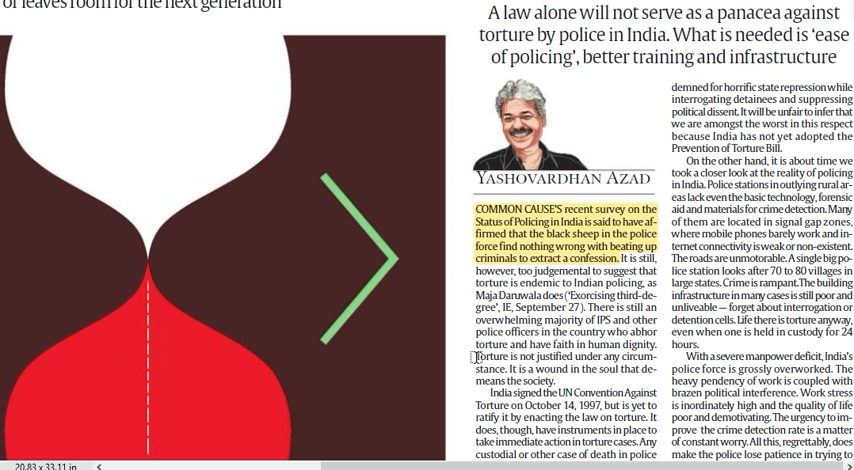 or leaves room for the next generation
A law alone will not serve as a panacea against
torture by police in India. What is needed is ‘ease
of policing’, better training and infrastructure
YASHOVARDHAN AZAD
COMMON CAUSE’S recent survey on the
Status of Policing in India is said to have af-
firmed that the black sheep in the police
force find nothing wrong with beating up
criminals to extract a confession. It is still,
however, too judgemental to suggest that
torture is endemic to Indian policing, as
Maja Daruwala does (‘Exorcising third-de-
gree’, IE, September 27). There is still an
overwhelming majority of IPS and other
police officers in the country who abhor
torture and have faith in human dignity.
Torture is not justified under any circum-
stance. It is a wound in the soul that de-
means the society.
India signed the UN Convention Against
Torture on October 14, 1997, but is yet to
ratify it by enacting the law on torture. It
does, though, have instruments in place to
take immediate action in torture cases. Any
custodial or other case of death in police
demned for horrific state repression while
interrogating detainees and suppressing
political dissent. It will be unfair to infer that
we are amongst the worst in this respect
because India has not yet adopted the
Prevention of Torture Bill.
On the other hand, it is about time we
took a closer look at the reality of policing
in India. Police stations in outlying rural ar-
eas lack even the basic technology, forensic
aid and materials for crime detection. Many
of them are located in signal gap zones,
where mobile phones barely work and in-
ternet connectivity is weak or non-existent.
The roads are unmotorable. A single big po-
lice station looks after 70 to 80 villages in
large states. Crime is rampant. The building
infrastructure in many cases is still poor and
unliveable — forget about interrogation or
detention cells. Life there is torture anyway,
even when one is held in custody for 24
hours.
With a severe manpower deficit, India’s
police force is grossly overworked. The
heavy pendency of work is coupled with
brazen political interference. Work stress
is inordinately high and the quality of life
poor and demotivating. The urgency to im-
prove the crime detection rate is a matter
of constant worry. All this, regrettably, does
make the police lose patience in trying to
20.83 x 33.11 in